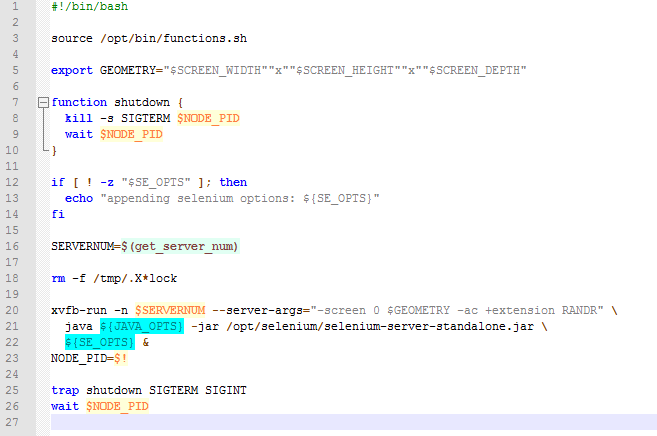 1 #!/bin/bash
2
3 source /opt/bin/functions.sh
4
5 export GEOMETRY="$SCREEN_WIDTH""x""$SCREEN_HEIGHT""x""$SCREEN_DEPTH"
6
7 function shutdown {
8 kill -s SIGTERM $NODE_PID
9 wait $NODE_PID
10 }
11
12 if [ ! -z "$SE_OPTS" ]; then
13 echo "appending selenium options: ${SE_OPTS}"
14 fi
15
16 SERVERNUM=$(get_server_num)
17
18 rm -f /tmp/.X*lock
19
20 xvfb-run -n $SERVERNUM --server-args="-screen 0 $GEOMETRY -ac +extension RANDR" \
21 java ${JAVA_OPTS} -jar /opt/selenium/selenium-server-standalone.jar \
22 ${SE_OPTS} &
23 NODE_PID=$!
24
25 trap shutdown SIGTERM SIGINT
26 wait $NODE_PID
27